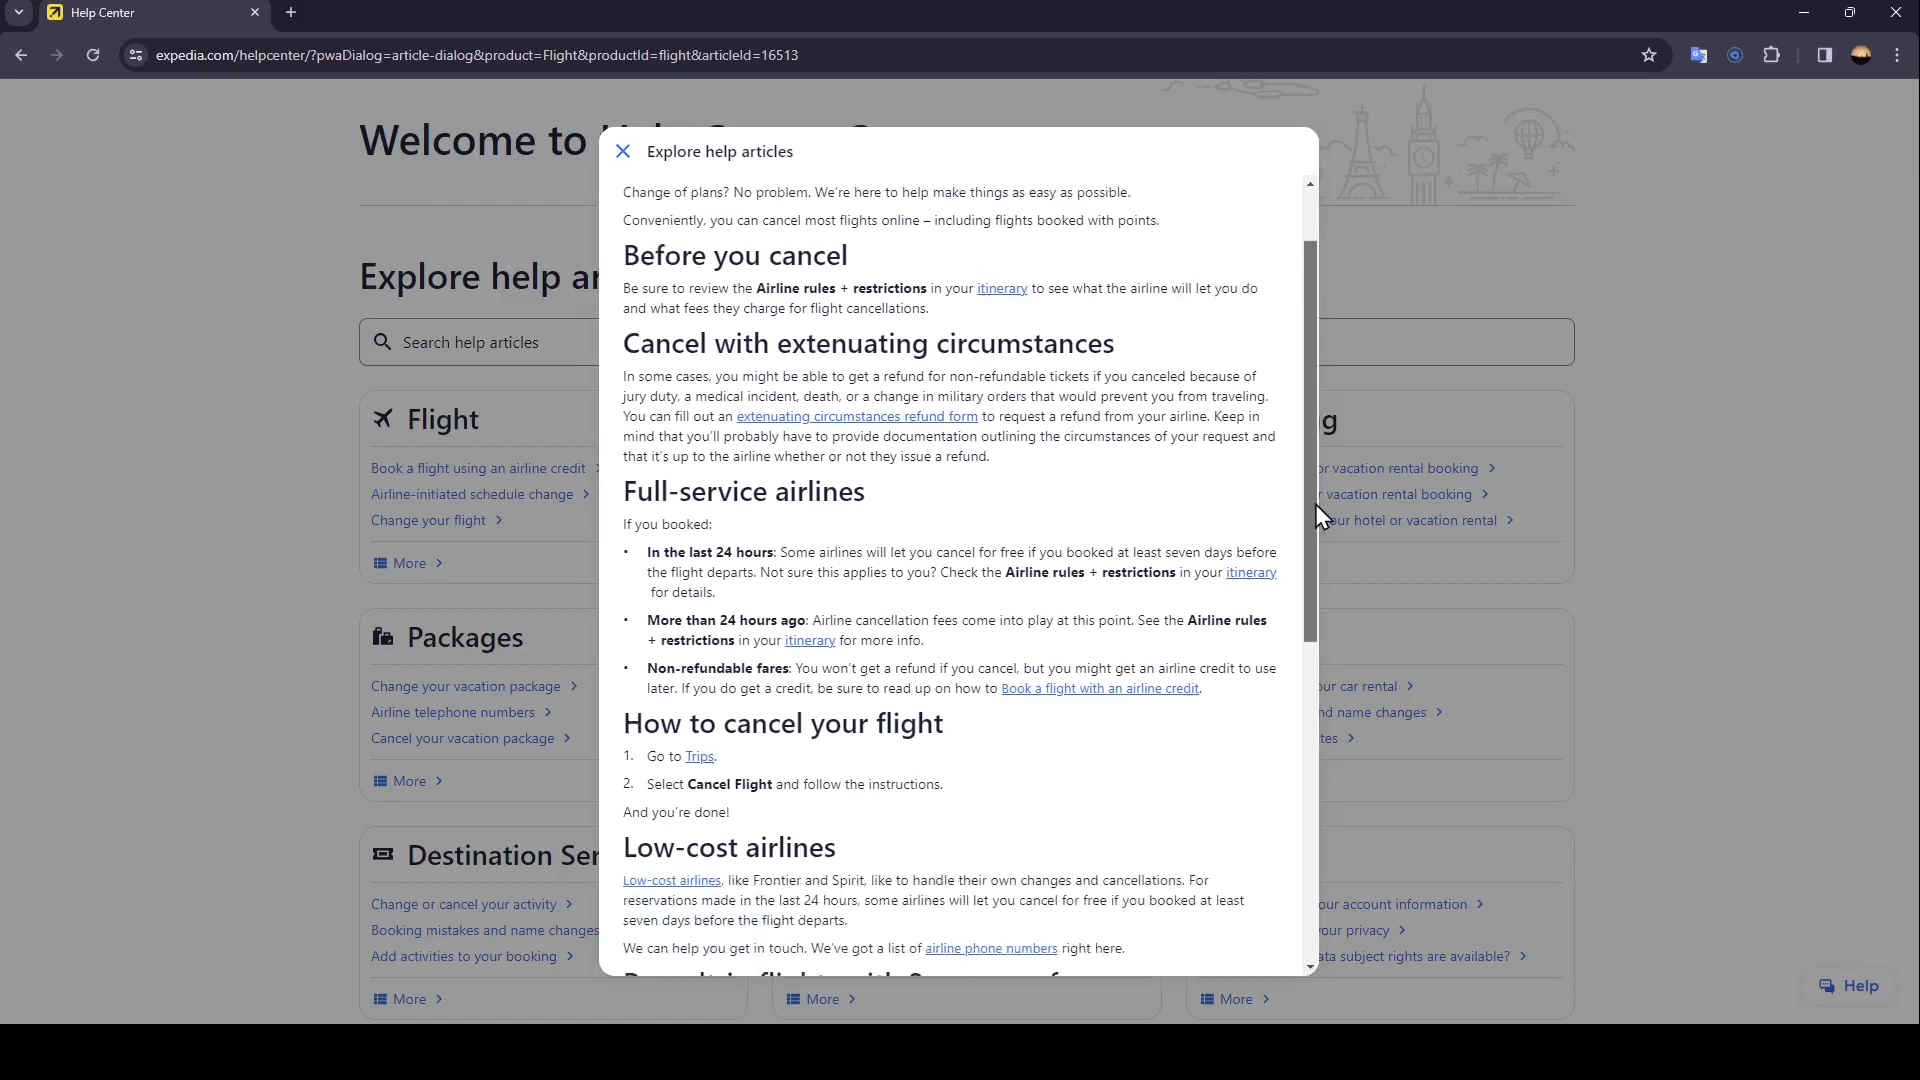 Help Center
expedia.com/helpcenter/?pwaDialog=article-dialog&product=Flight&productId=flight&articleId=16513
Welcome to
Explore help articles
Change of plans? No problem. We're here to help make things as easy as possible.
Conveniently, you can cancel most flights online – including flights booked with points.
Before you cancel
Be sure to review the Airline rules + restrictions in your itinerary to see what the airline will let you do
and what fees they charge for flight cancellations.
Cancel with extenuating circumstances
In some cases, you might be able to get a refund for non-refundable tickets if you canceled because of
jury duty, a medical incident, death, or a change in military orders that would prevent you from traveling.
You can fill out an extenuating circumstances refund form to request a refund from your airline. Keep in
mind that you'll probably have to provide documentation outlining the circumstances of your request and
that it's up to the airline whether or not they issue a refund.
Full-service airlines
If you booked:
• In the last 24 hours: Some airlines will let you cancel for free if you booked at least seven days before
the flight departs. Not sure this applies to you? Check the Airline rules + restrictions in your itinerary
for details.
• More than 24 hours ago: Airline cancellation fees come into play at this point. See the Airline rules
+ restrictions in your itinerary for more info.
• Non-refundable fares: You won't get a refund if you cancel, but you might get an airline credit to use
later. If you do get a credit, be sure to read up on how to Book a flight with an airline credit.
How to cancel your flight
1. Go to Trips.
2. Select Cancel Flight and follow the instructions.
And you're done!
Low-cost airlines
Low-cost airlines, like Frontier and Spirit, like to handle their own changes and cancellations. For
reservations made in the last 24 hours, some airlines will let you cancel for free if you booked at least
seven days before the flight departs.
We can help you get in touch. We've got a list of airline phone numbers right here.
Explore help ar
Search help articles
Flight
Book a flight using an airline credit
Airline-initiated schedule change
Change your flight
More
g
or vacation rental booking
r vacation rental booking
our hotel or vacation rental
Packages
Change your vacation package
Airline telephone numbers
Cancel your vacation package
More
our car rental
nd name changes
tes
Destination Ser
Change or cancel your activity
Booking mistakes and name changes
Add activities to your booking
More
More
our account information
your privacy
ata subject rights are available?
More
Help